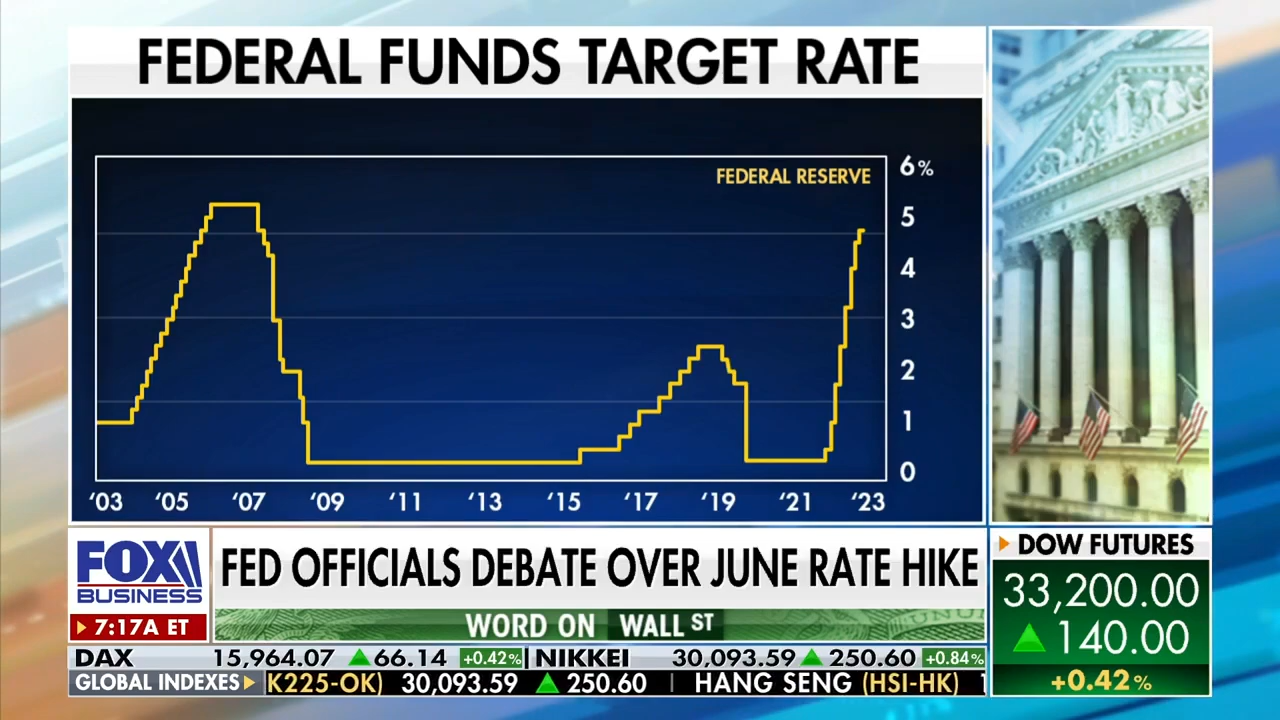 FEDERAL FUNDS TARGET RATE
FEDERAL RESERVE
6%
5
4
3
2
1
0
‘03 ‘05 ‘07 ‘09 ‘11 ‘13 ‘15 ‘17 ‘19 ‘21 ‘23
FOX
BUSINESS
7:17A ET
FED OFFICIALS DEBATE OVER JUNE RATE HIKE
WORD ON WALL ST
DOW FUTURES
33,200.00
140.00
+0.42%
DAX 15,964.07 66.14 +0.42% NIKKEI 30,093.59 250.60 +0.84%
GLOBAL INDEXES K225-OK) 30,093.59 250.60 HANG SENG (HSI-HK)